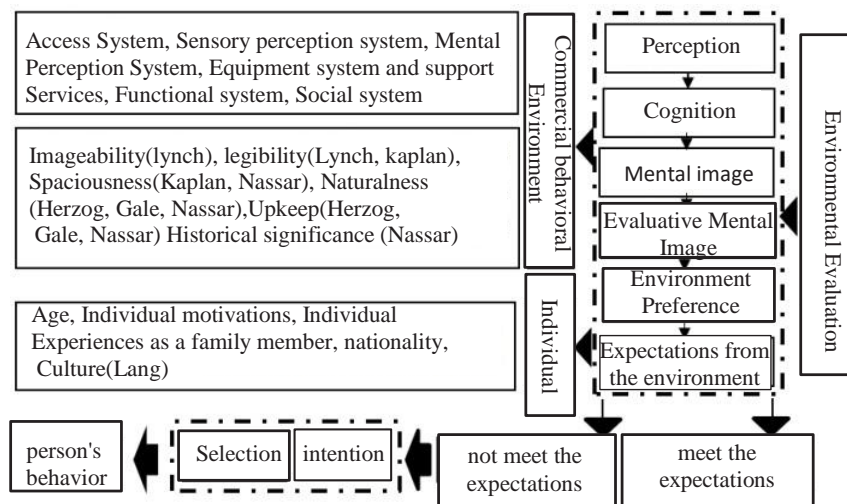 Access System, Sensory perception system, Mental
Perception System, Equipment system and support
Services, Functional system, Social system
Imageability(lynch), legibility(Lynch, kaplan),
Spaciousness(Kaplan, Nassar), Naturalness
(Herzog, Gale, Nassar),Upkeep(Herzog,
Gale, Nassar) Historical significance (Nassar)
Commercial behavioral
Environment
Age, Individual motivations, Individual
Experiences as a family member, nationality,
Culture(Lang)
Individual
Perception
Cognition
Mental image
Evaluative Mental
Image
Environment
Preference
Expectations from
the environment
Environmental Evaluation
person's
behavior
Selection
intention
not meet the
expectations
meet the
expectations